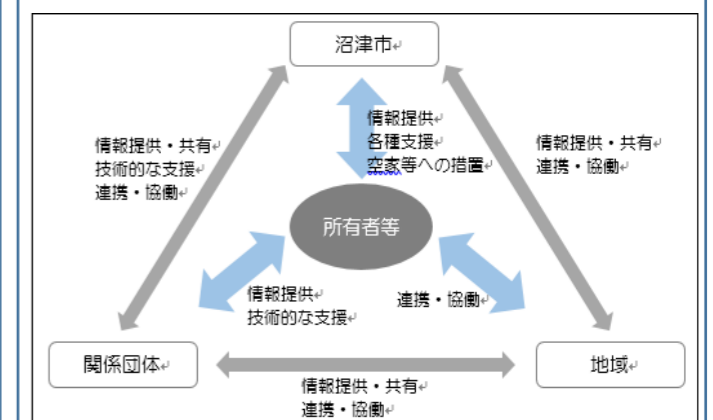 沼津市
情報提供
各種支援
空家等への措置
情報提供・共有
技術的な支援
連携・協働
情報提供・共有
連携・協働
所有者等
情報提供
技術的な支援
連携・協働
関係団体
地域
情報提供・共有
連携・協働